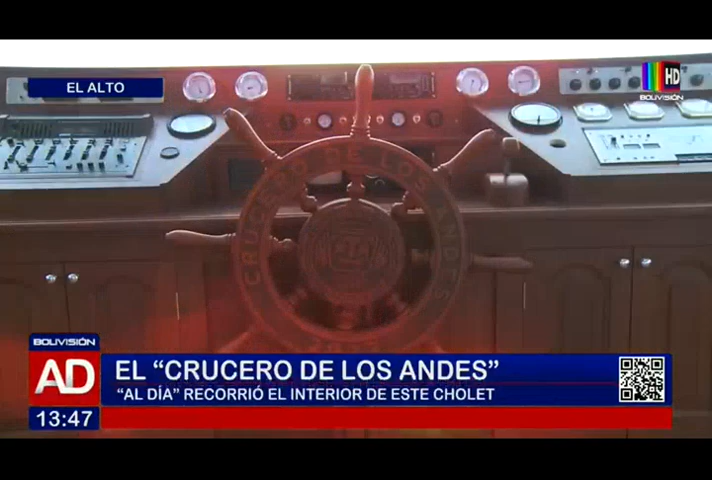 EL ALTO
HD
BOLIVISIÓN
CRUCERO DE LOS ANDES
BOLIVISIÓN
AD
13:47
EL “CRUCERO DE LOS ANDES”
“AL DÍA” RECORRIÓ EL INTERIOR DE ESTE CHOLET